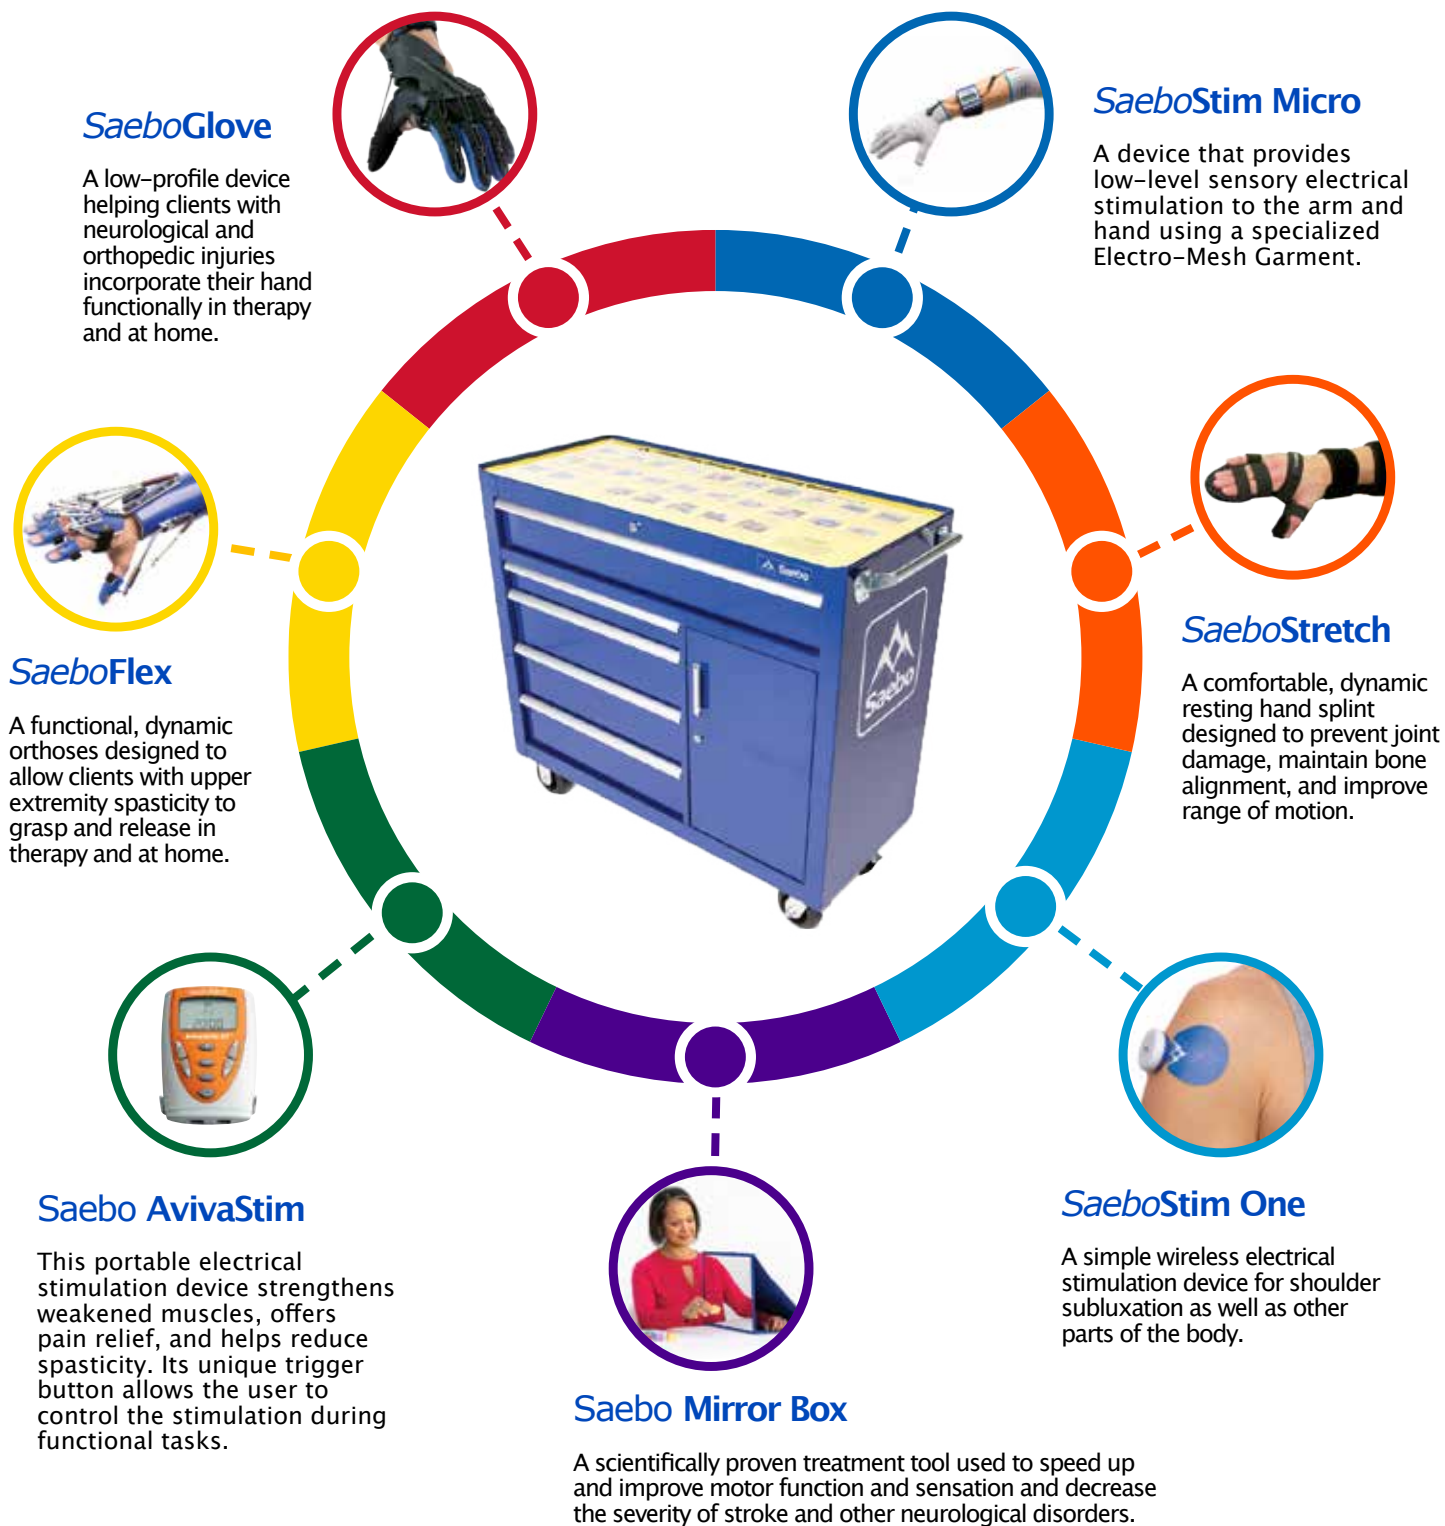 SaeboGlove
A low-profile device
helping clients with
neurological and
orthopedic injuries
incorporate their hand
functionally in therapy
and at home.
SaeboStim Micro
A device that provides
low-level sensory electrical
stimulation to the arm and
hand using a specialized
Electro-Mesh Garment.
SaeboFlex
A functional, dynamic
orthoses designed to
allow clients with upper
extremity spasticity to
grasp and release in
therapy and at home.
Saebo
Saebo
SaeboStretch
A comfortable, dynamic
resting hand splint
designed to prevent joint
damage, maintain bone
alignment, and improve
range of motion.
Saebo AvivaStim
This portable electrical
stimulation device strengthens
weakened muscles, offers
pain relief, and helps reduce
spasticity. Its unique trigger
button allows the user to
control the stimulation during
functional tasks.
SaeboStim One
A simple wireless electrical
stimulation device for shoulder
subluxation as well as other
parts of the body.
Saebo Mirror Box
A scientifically proven treatment tool used to speed up
and improve motor function and sensation and decrease
the severity of stroke and other neurological disorders.